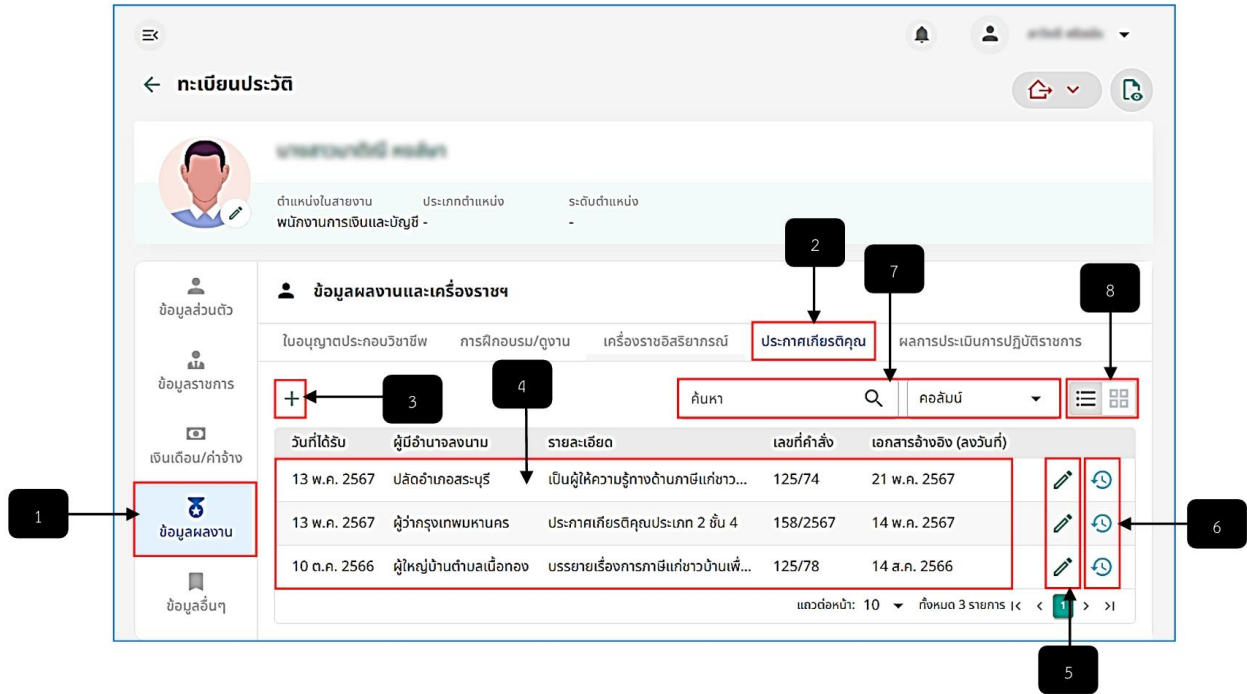 ทะเบียนประวัติ
ตำแหน่งในสายงาน ประเภทตำแหน่ง ระดับตำแหน่ง
พนักงานการเงินและบัญชี - -
2
7
8
ข้อมูลส่วนตัว
ข้อมูลผลงานและเครื่องราชฯ
ใบอนุญาตประกอบวิชาชีพ การฝึกอบรม/ดูงาน เครื่องราชอิสริยาภรณ์ ประกาศเกียรติคุณ ผลการประเมินการปฏิบัติราชการ
ข้อมูลราชการ
3
4
ค้นหา คอลัมน์
วันที่ได้รับ ผู้มีอำนาจลงนาม รายละเอียด เลขที่คำสั่ง เอกสารอ้างอิง (ลงวันที่)
เงินเดือน/ค่าจ้าง
13 พ.ค. 2567 ปลัดอำเภอสระบุรี เป็นผู้ให้ความรู้ทางด้านภาษีแก่ชาว... 125/74 21 พ.ค. 2567
1
ข้อมูลผลงาน
13 พ.ค. 2567 ผู้ว่ากรุงเทพมหานคร ประกาศเกียรติคุณประเภท 2 ชั้น 4 158/2567 14 พ.ค. 2567
6
10 ต.ค. 2566 ผู้ใหญ่บ้านตำบลเนื้อทอง บรรยายเรื่องการภาษีแก่ชาวบ้านเพื่... 125/78 14 ส.ค. 2566
ข้อมูลอื่นๆ
แถวต่อหน้า: 10 ทั้งหมด 3 รายการ 1
5